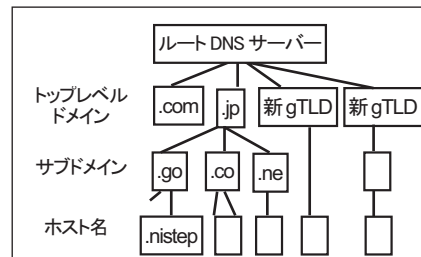 ルートDNSサーバー
トップレベル
ドメイン
.com
.jp
新gTLD
新gTLD
サブドメイン
.go
.co
.ne
ホスト名
.nistep